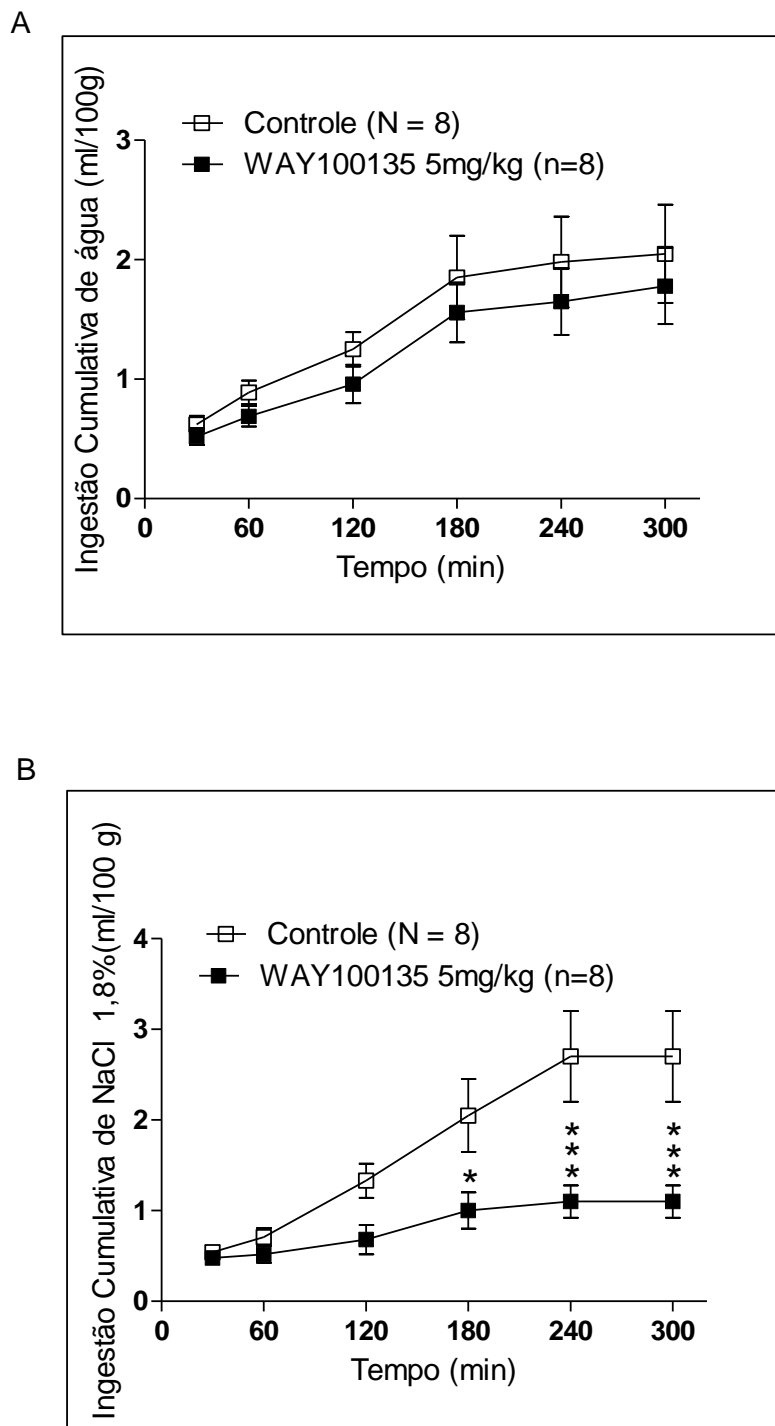 A
Ingestão Cumulativa de água (ml/100g)
Controle (N = 8)
WAY100135 5mg/kg (n=8)
3
2
1
0
0 60 120 180 240 300
Tempo (min)
B
Ingestão Cumulativa de NaCl 1,8%(ml/100 g)
Controle (N = 8)
WAY100135 5mg/kg (n=8)
4
3
2
1
0
* *** ***
0 60 120 180 240 300
Tempo (min)